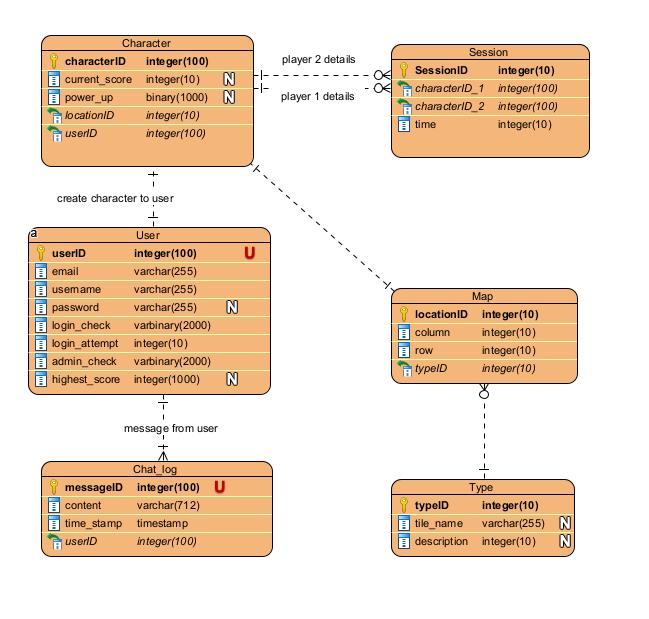 Character
characterID integer(100)
current_score integer(10) N
power_up binary(1000) N
locationID integer(10)
userID integer(100)
player 2 details
player 1 details
Session
SessionID integer(10)
characterID_1 integer(100)
characterID_2 integer(100)
time integer(10)
create character to user
a
User
userID integer(100) U
email varchar(255)
username varchar(255)
password varchar(255) N
login_check varbinary(2000)
login_attempt integer(10)
admin_check varbinary(2000)
highest_score integer(1000) N
Map
locationID integer(10)
column integer(10)
row integer(10)
typeID integer(10)
message from user
Chat_log
messageID integer(100) U
content varchar(712)
time_stamp timestamp
userID integer(100)
Type
typeID integer(10)
tile_name varchar(255) N
description integer(10) N